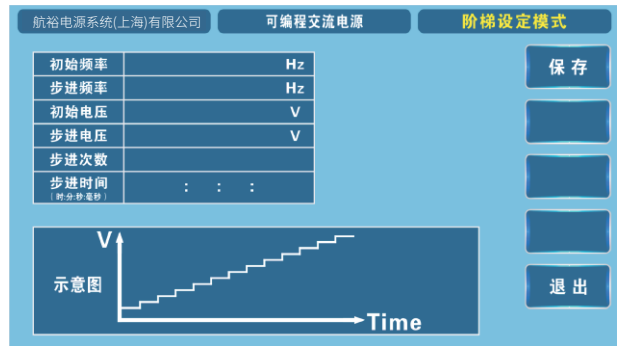 航裕电源系统(上海)有限公司 可编程交流电源 阶梯设定模式
初始频率 Hz
步进频率 Hz
初始电压 V
步进电压 V
步进次数
步进时间 : : :
(时:分:秒:毫秒)
保存
V
示意图
Time
退出